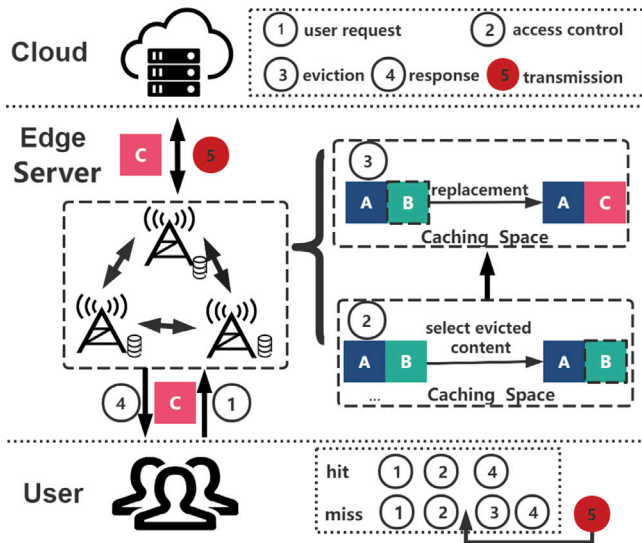 Cloud
1 user request 2 access control
3 eviction 4 response 5 transmission
Edge
Server
C 5
3
A B replacement A C
Caching Space
2
A B select evicted
content A B
... Caching Space
4 C 1
User
hit 1 2 4
miss 1 2 3 4 5